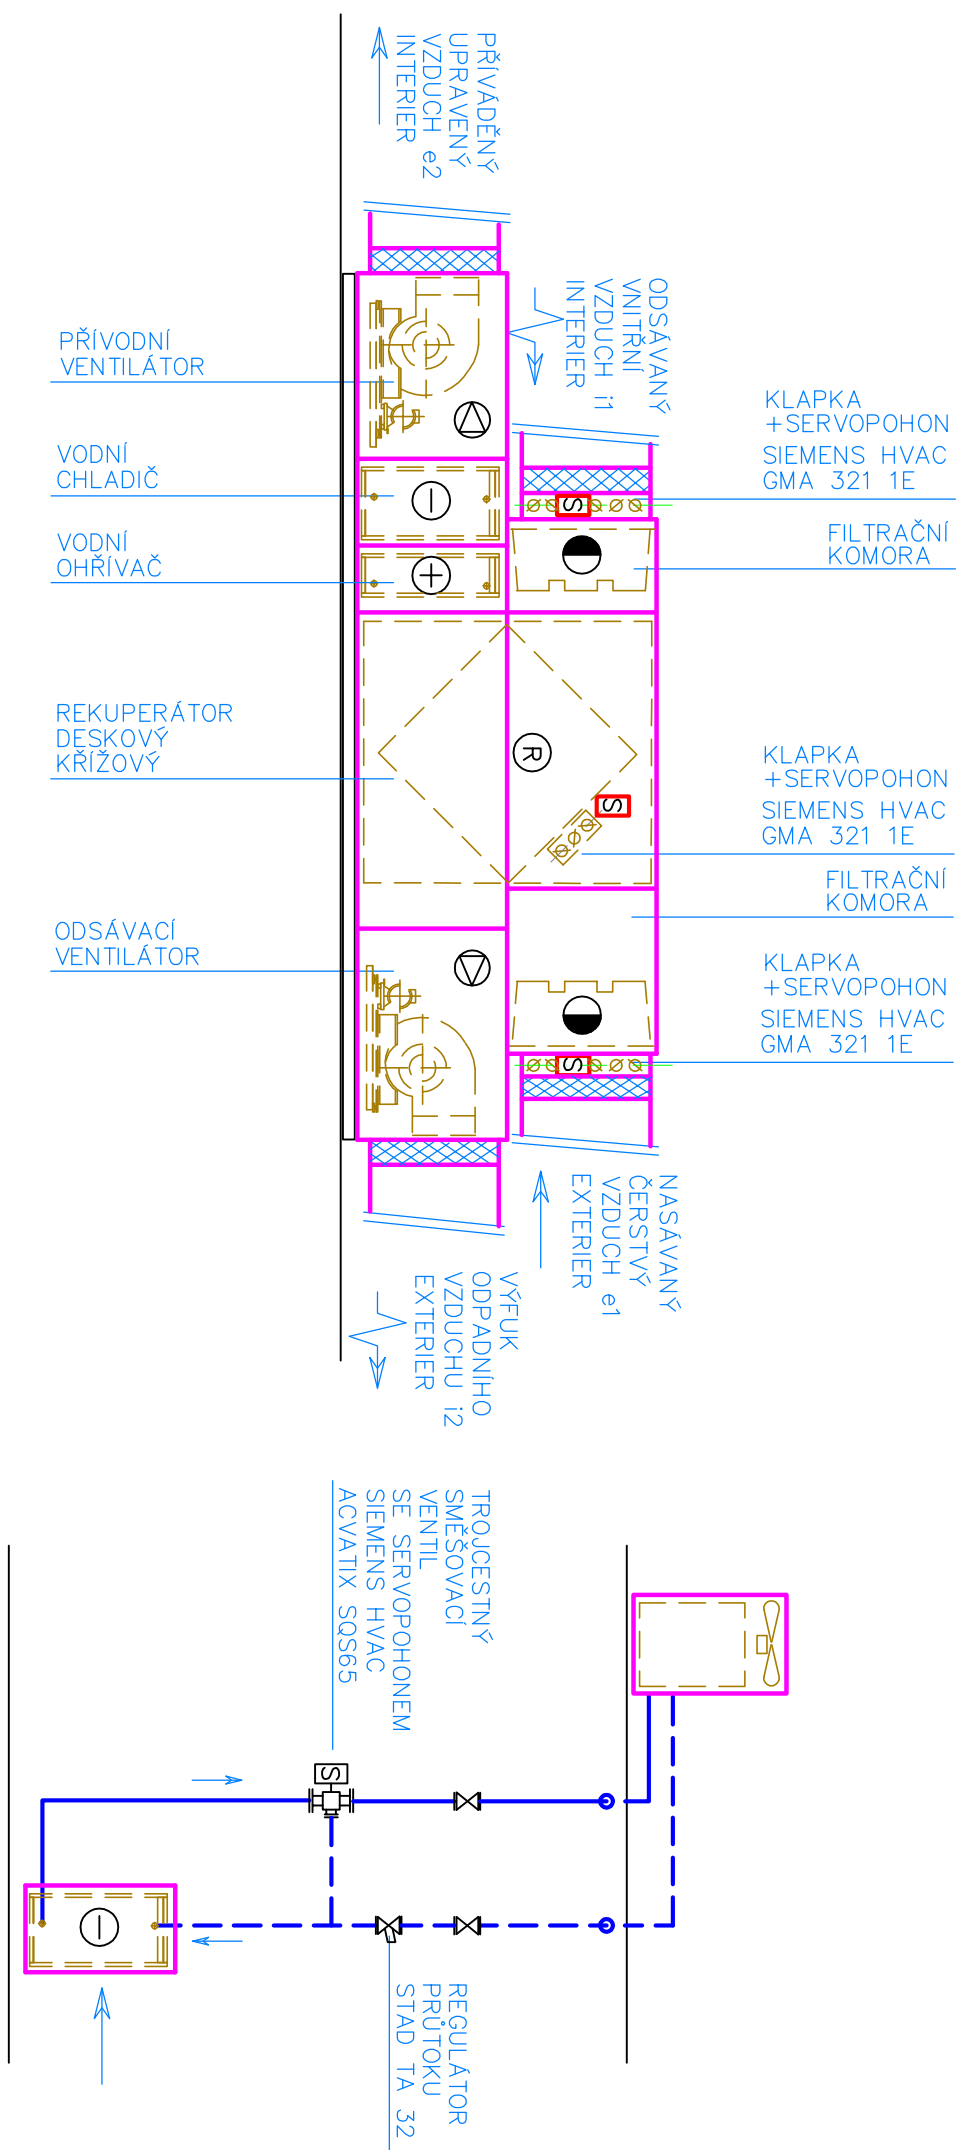 PŘÍVÁDĚNÝ
UPRAVENÝ
VZDUCH e2
INTERIER
ODSÁVANÝ
VNITŘNÍ
VZDUCH i1
INTERIER
PŘÍVODNÍ
VENTILÁTOR
VODNÍ
CHLADIČ
VODNÍ
OHŘÍVAČ
REKUPERÁTOR
DESKOVÝ
KŘÍŽOVÝ
ODSÁVACÍ
VENTILÁTOR
KLAPKA
+SERVOPOHON
SIEMENS HVAC
GMA 321 1E
FILTRAČNÍ
KOMORA
KLAPKA
+SERVOPOHON
SIEMENS HVAC
GMA 321 1E
FILTRAČNÍ
KOMORA
KLAPKA
+SERVOPOHON
SIEMENS HVAC
GMA 321 1E
S
R
S
S
NASÁVANÝ
ČERSTVÝ
VZDUCH e1
EXTERIER
VÝFUK
ODPADNÍHO
VZDUCHU i2
EXTERIER
TROJCESTNÝ
SMĚŠOVACÍ
VENTIL
SE SERVOPOHONEM
SIEMENS HVAC
ACVATIX SQS65
S
REGULÁTOR
PRŮTOKU
STAD TA 32